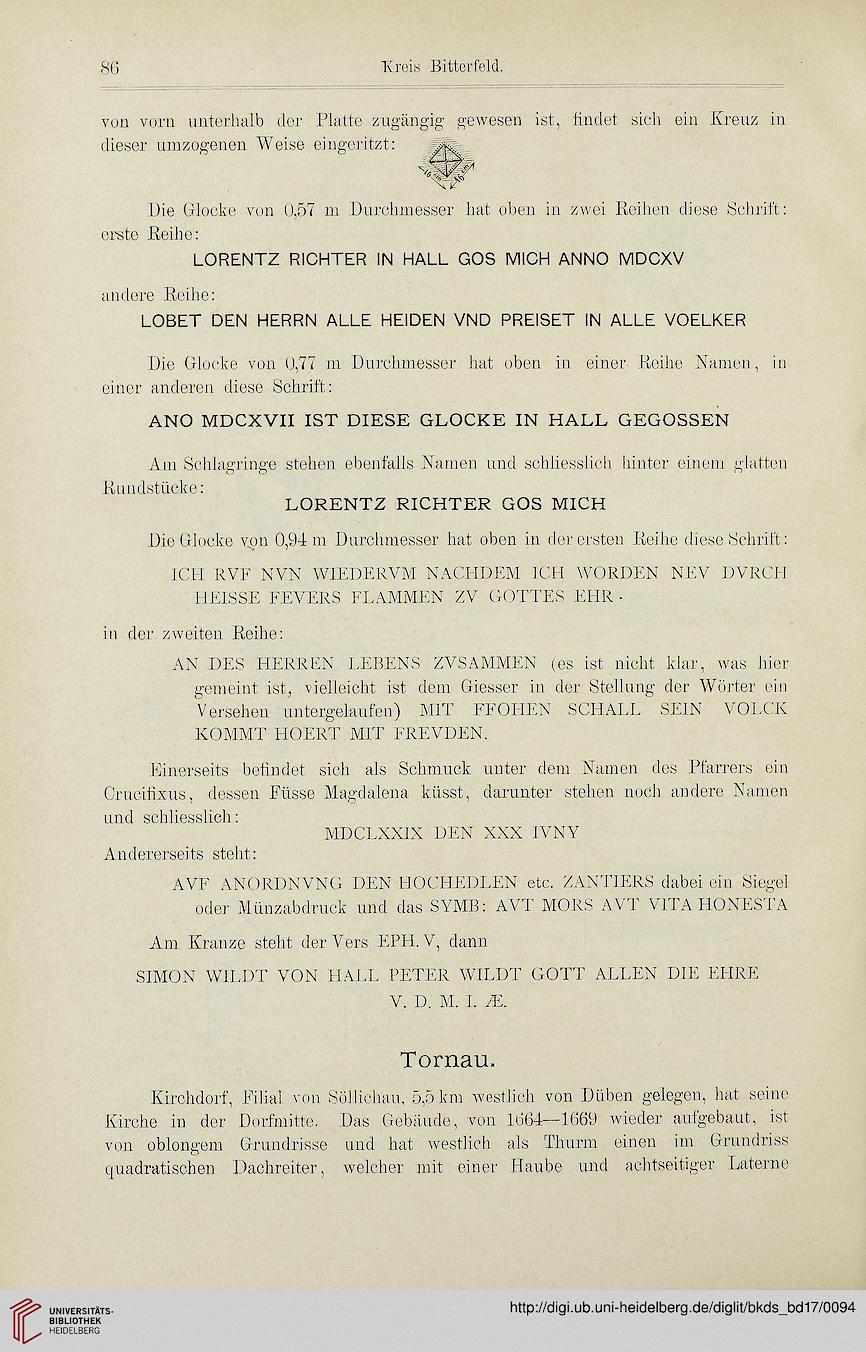 86
Kreis Bitterfeld.
von vorn unterhalb der Platte zugängig gewesen ist, findet sich ein Kreuz in
dieser umzogenen Weise eingeritzt:
16 cm 16 cm
Die Glocke von 0,57 m Durchmesser hat oben in zwei Reihen diese Schrift:
erste Reihe:
LORENTZ RICHTER IN HALL GOS MICH ANNO MDCXV
andere Reihe:
LOBET DEN HERRN ALLE HEIDEN VND PREISET IN ALLE VOELKER
Die Glocke von 0,77 m Durchmesser hat oben in einer Reihe Namen, in
einer anderen diese Schrift:
ANO MDCXVII IST DIESE GLOCKE IN HALL GEGOSSEN
Am Schlagringe stehen ebenfalls Namen und schliesslich hinter einem glatten
Rundstücke:
LORENTZ RICHTER GOS MICH
Die Glocke von 0,94 m Durchmesser hat oben in der ersten Reihe diese Schrift:
ICH RVF NVN WIEDERVM NACHDEM ICH WORDEN NEV DVRCH
HEISSE FEVERS FLAMMEN ZV GOTTES EHR -
in der zweiten Reihe:
AN DES HERREN LEBENS ZVSAMMEN (es ist nicht klar, was hier
gemeint ist, vielleicht ist dem Giesser in der Stellung der Wörter ein
Versehen untergelaufen) MIT FFOHEN SCHALL SEIN VOLCK
KOMMT HOERT MIT FREVDEN.
Einerseits befindet sich als Schmuck unter dem Namen des Pfarrers ein
Crucifixus, dessen Füsse Magdalena küsst, darunter stehen noch andere Namen
und schliesslich:
MDCLXXIX DEN XXX IVNY
Andererseits steht:
AVF ANORDNVNG DEN HOCHEDLEN etc. ZANTIERS dabei ein Siegel
oder Münzabdruck und das SYMB: AVT MORS AVT VITA HONESTA
Am Kranze steht der Vers EPH. V, dann
SIMON WILDT VON HALL PETER WILDT GOTT ALLEN DIE EHRE
V. D. M. I. Æ.
Tornau.
Kirchdorf, Filial von Söllichau, 5,5 km westlich von Düben gelegen, hat seine
Kirche in der Dorfmitte. Das Gebäude, von 1664—1669 wieder aufgebaut, ist
von oblongem Grundrisse und hat westlich als Thurm einen im Grundriss
quadratischen Dachreiter, welcher mit einer Haube und achtseitiger Laterne
UNIVERSITÄTS-
BIBLIOTHEK
HEIDELBERG
http://digi.ub.uni-heidelberg.de/diglit/bkds_bd17/0094